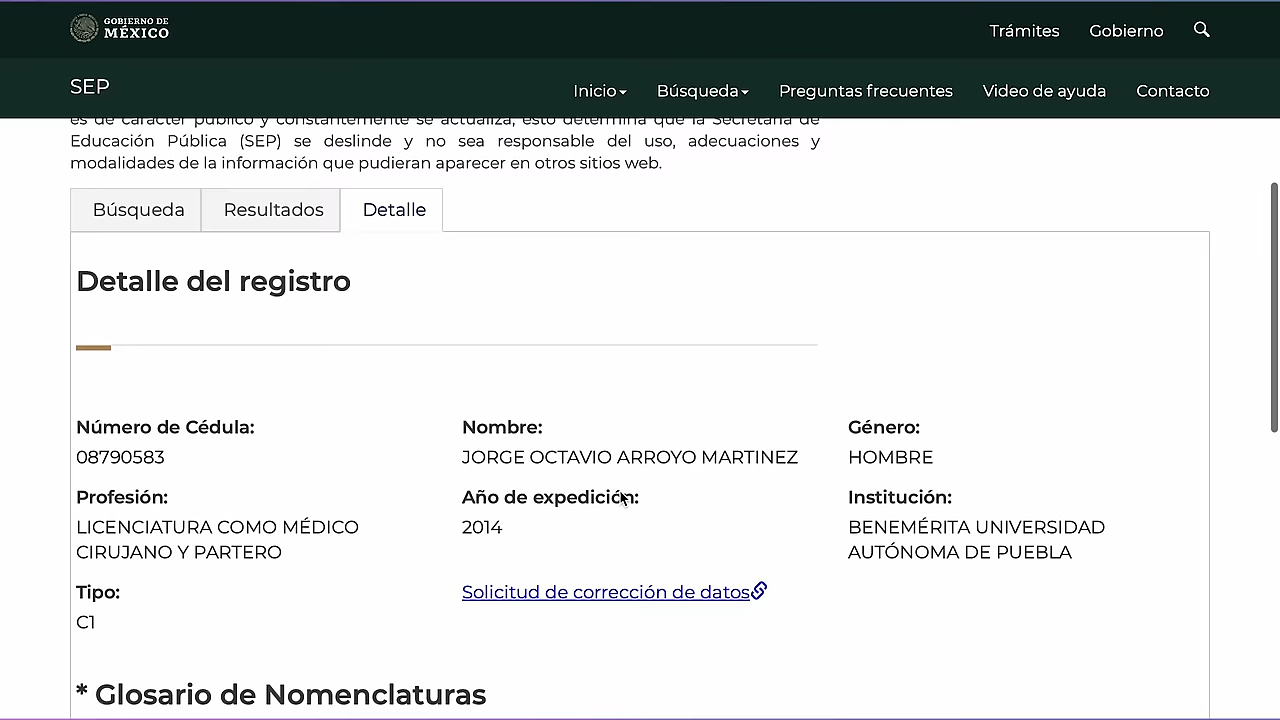 GOBIERNO DE
MÉXICO
Trámites
Gobierno
SEP
Inicio
Búsqueda
Preguntas frecuentes
Video de ayuda
Contacto
es de carácter público y constantemente se actualiza, esto determina que la Secretaría de
Educación Pública (SEP) se deslinde y no sea responsable del uso, adecuaciones y
modalidades de la información que pudieran aparecer en otros sitios web.
Búsqueda
Resultados
Detalle
Detalle del registro
Número de Cédula:
Nombre:
Género:
08790583
JORGE OCTAVIO ARROYO MARTINEZ
HOMBRE
Profesión:
Año de expedición:
Institución:
LICENCIATURA COMO MÉDICO
CIRUJANO Y PARTERO
2014
BENEMÉRITA UNIVERSIDAD
AUTÓNOMA DE PUEBLA
Tipo:
Solicitud de corrección de datos
C1
* Glosario de Nomenclaturas